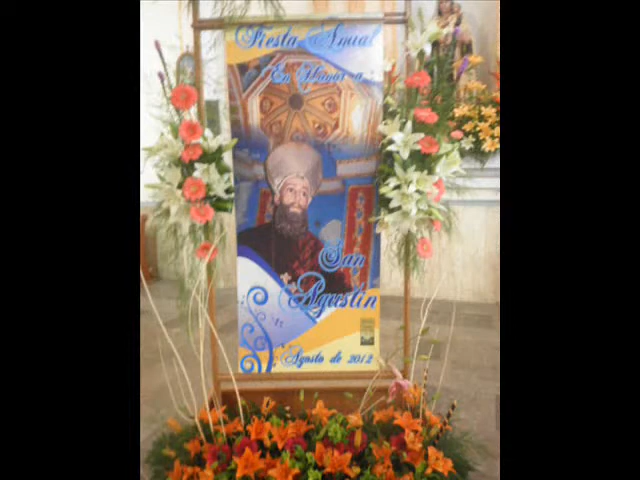 Fiesta Anual
En Honor a
San
Agustin
Agosto de 2012